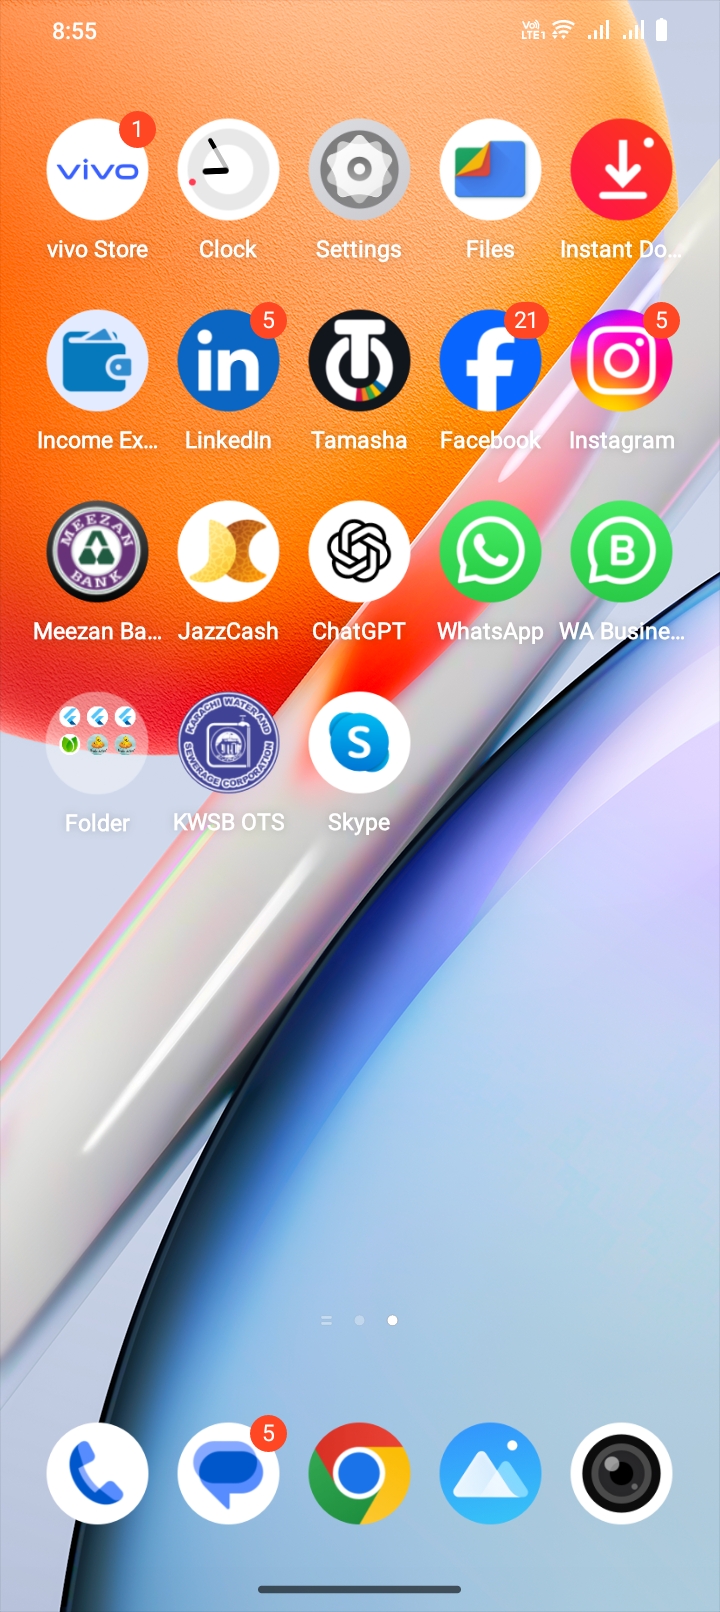 8:55
Vo))
LTE1
vivo
1
vivo Store
Clock
Settings
Files
Instant Do...
in
5
21
5
Income Ex...
LinkedIn
Tamasha
Facebook
Instagram
MEEZAN
BANK
B
Meezan Ba...
JazzCash
ChatGPT
WhatsApp
WA Busine...
KARACHI WATER AND
SEWERAGE CORPORATION
S
Folder
KWSB OTS
Skype
5